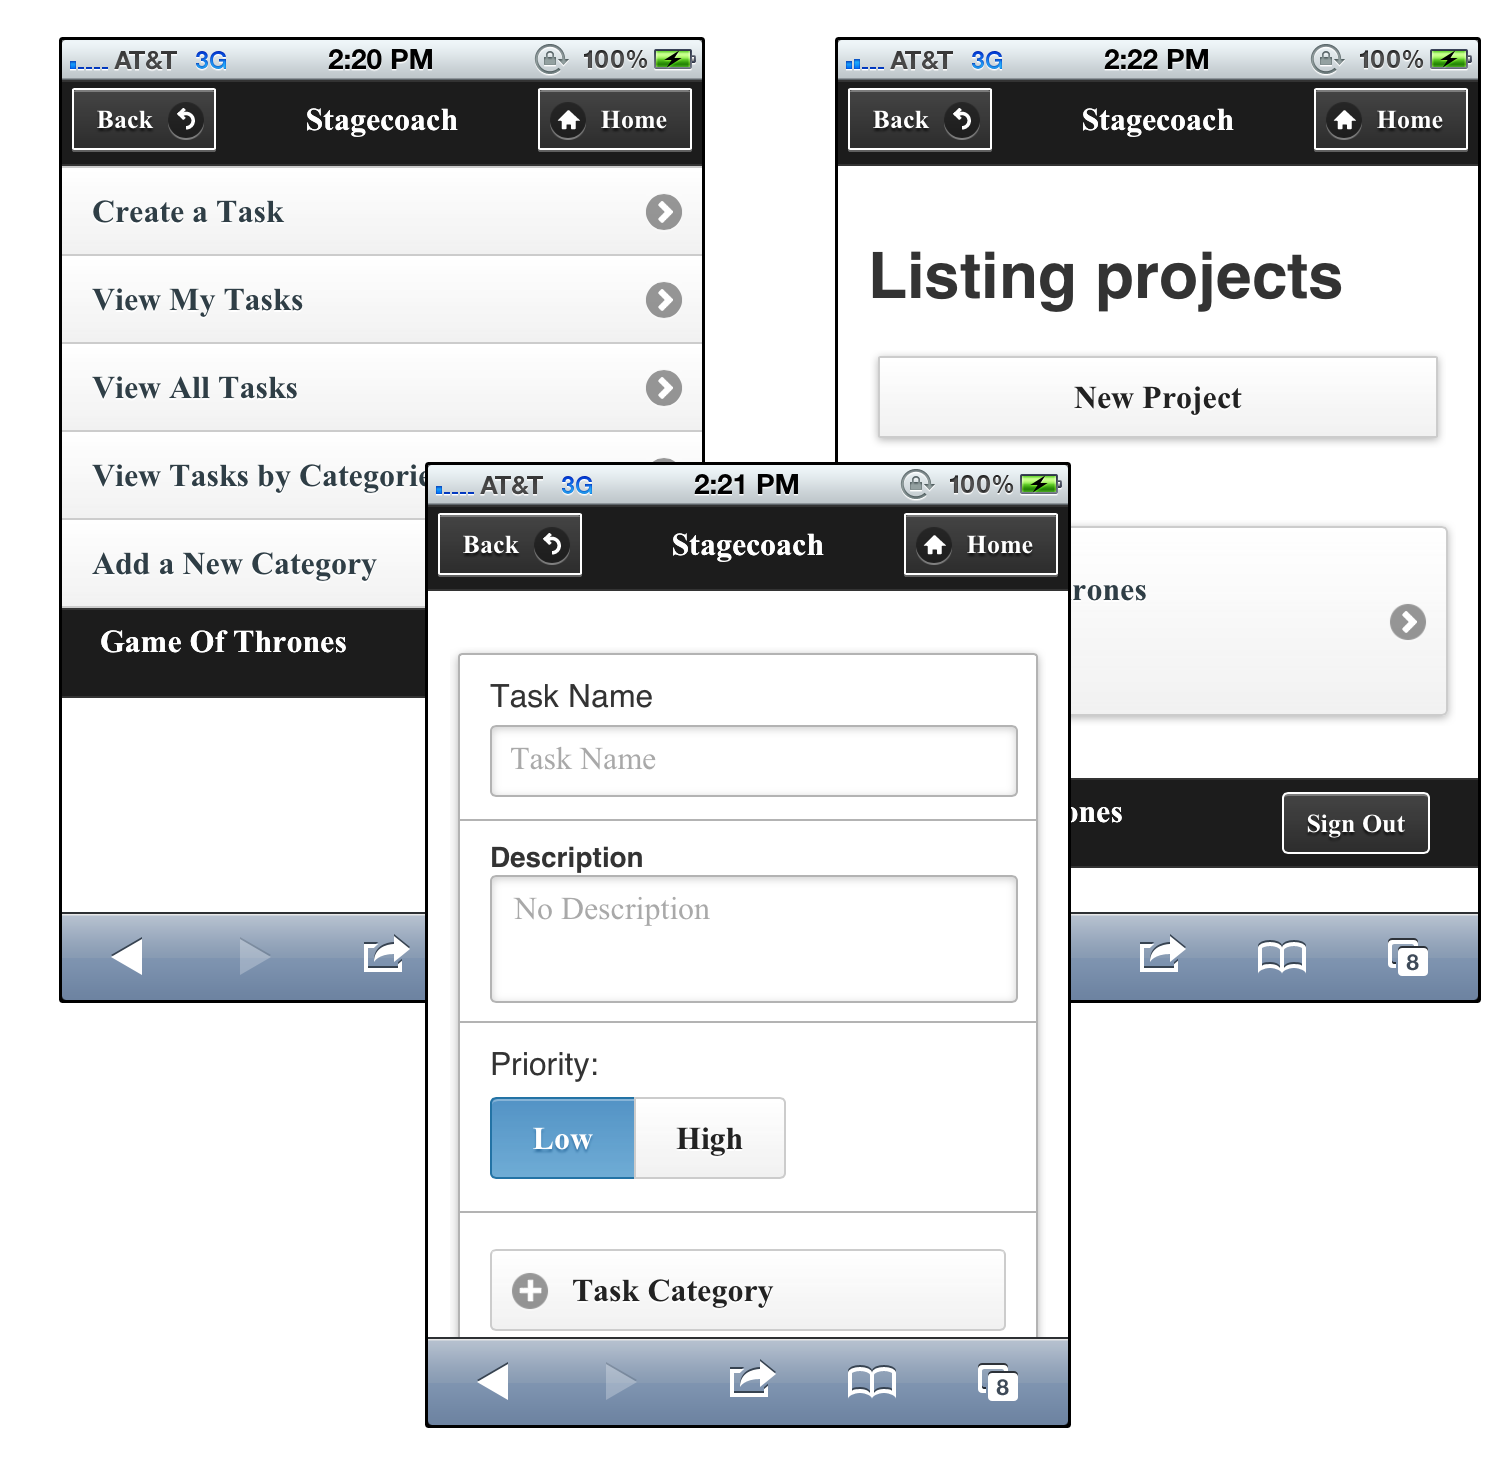 AT&T 3G 2:20 PM 100%
Back Stagecoach Home
Create a Task
View My Tasks
View All Tasks
View Tasks by Categorie
Add a New Category
Game Of Thrones
AT&T 3G 2:22 PM 100%
Back Stagecoach Home
Listing projects
New Project
rones
ones Sign Out
8
AT&T 3G 2:21 PM 100%
Back Stagecoach Home
Task Name
Task Name
Description
No Description
Priority:
Low High
Task Category
8